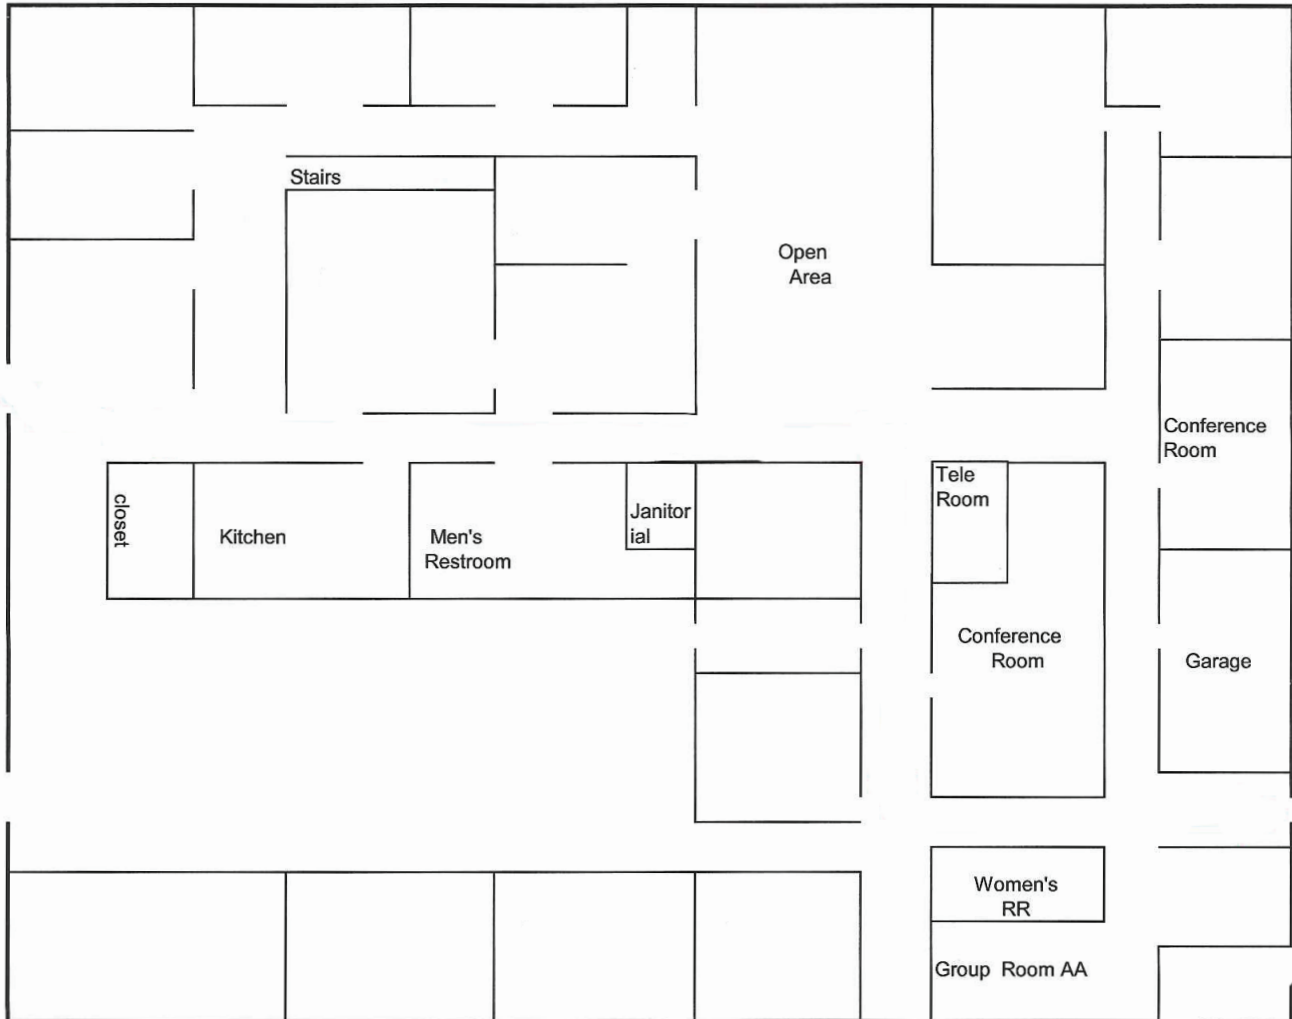 Stairs
Open
Area
Conference
Room
Tele
Room
closet
Kitchen
Men's
Restroom
Janitor
ial
Conference
Room
Garage
Women's
RR
Group Room AA